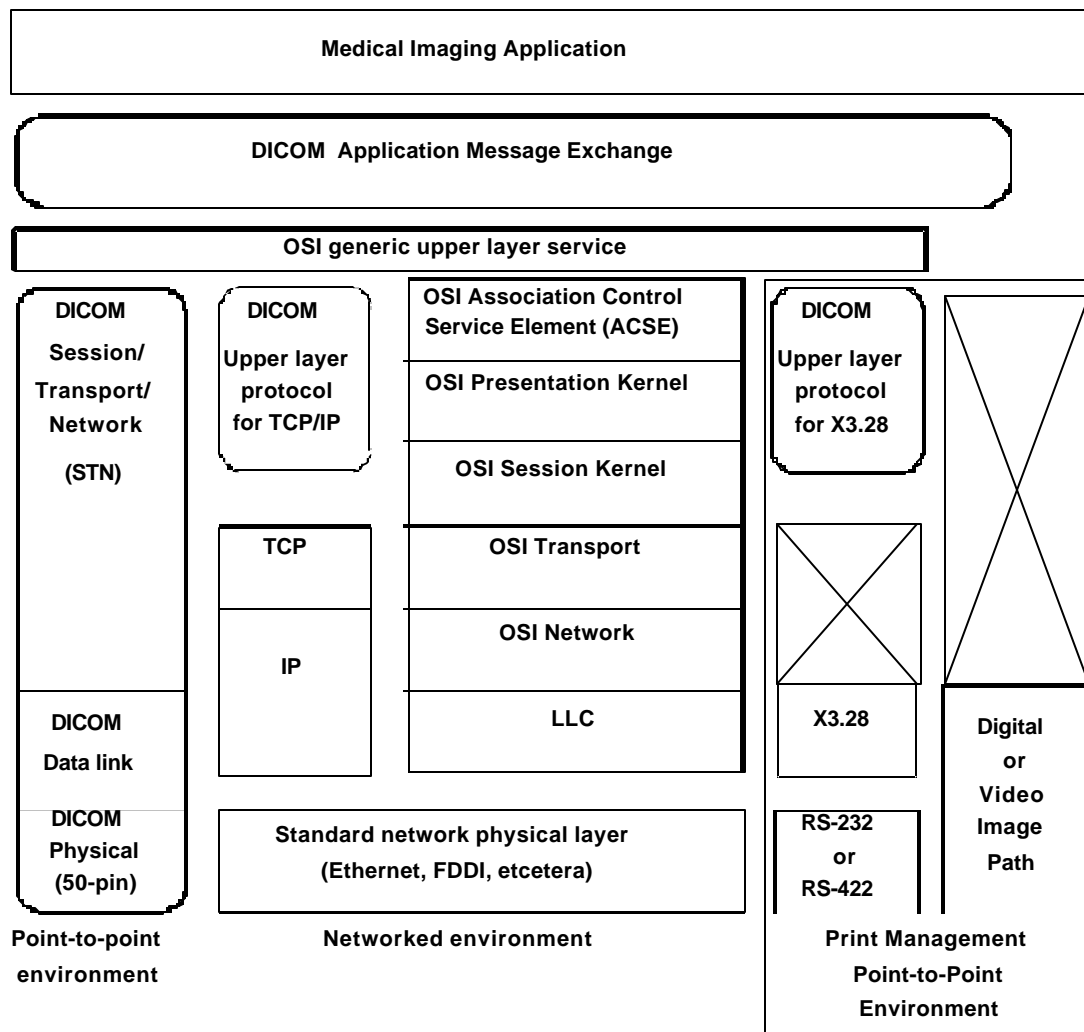 Medical Imaging Application
DICOM Application Message Exchange
OSI generic upper layer service
DICOM
Session/
Transport/
Network
(STN)
DICOM
Data link
DICOM
Physical
(50-pin)
Point-to-point
environment
DICOM
Upper layer
protocol
for TCP/IP
TCP
IP
OSI Association Control
Service Element (ACSE)
OSI Presentation Kernel
OSI Session Kernel
OSI Transport
OSI Network
LLC
Standard network physical layer
(Ethernet, FDDI, etcetera)
Networked environment
DICOM
Upper layer
protocol
for X3.28
X3.28
RS-232
or
RS-422
Digital
or
Video
Image
Path
Print Management
Point-to-Point
Environment